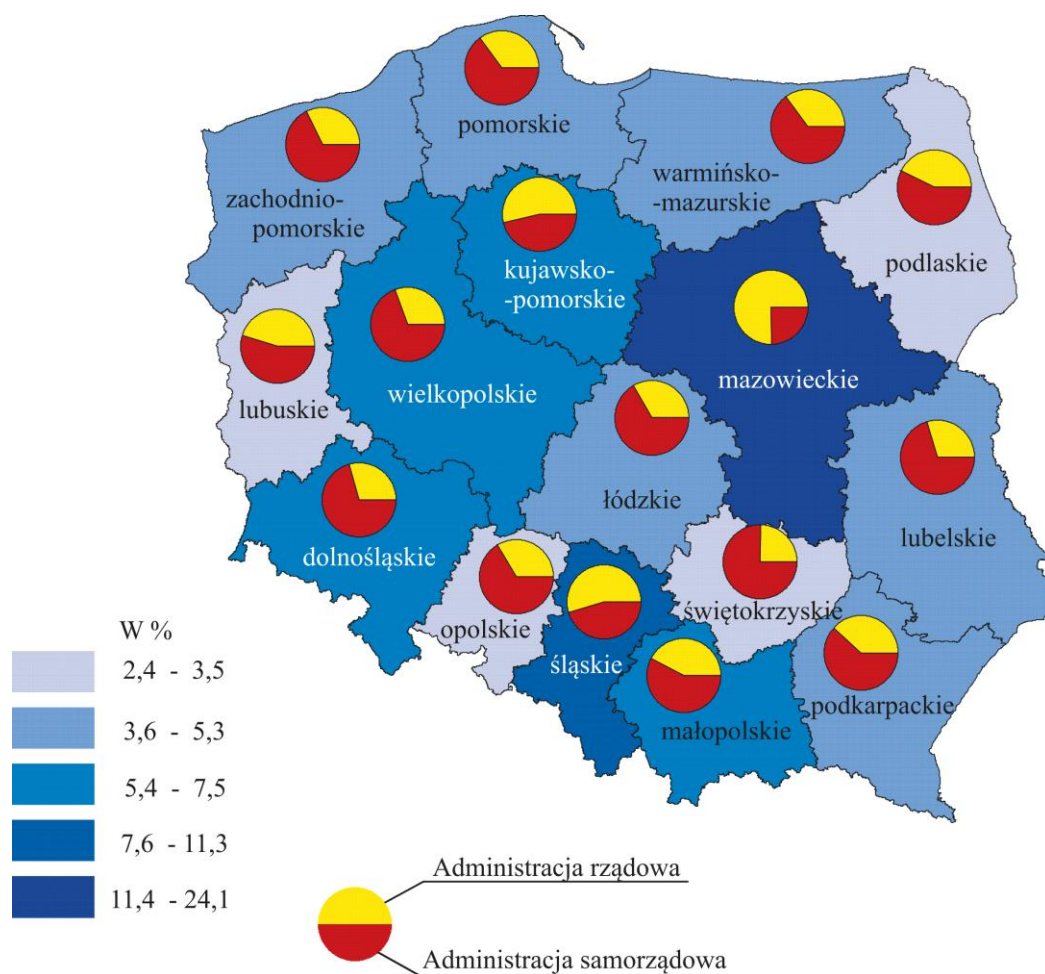 pomorskie
zachodnio-
pomorskie
warmińsko-
-mazurskie
podlaskie
kujawsko-
-pomorskie
mazowieckie
wielkopolskie
lubuskie
łódzkie
lubelskie
dolnośląskie
opolskie
śląskie
świętokrzyskie
małopolskie
podkarpackie
W %
2,4 - 3,5
3,6 - 5,3
5,4 - 7,5
7,6 - 11,3
11,4 - 24,1
Administracja rządowa
Administracja samorządowa